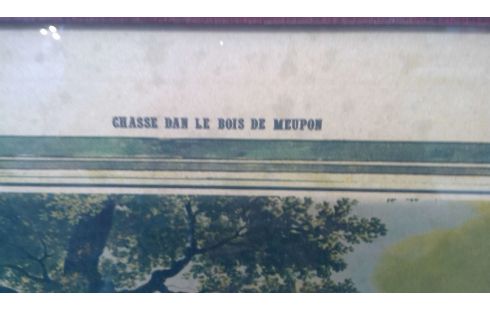 CHASSE DAN LE BOIS DE MEUPON